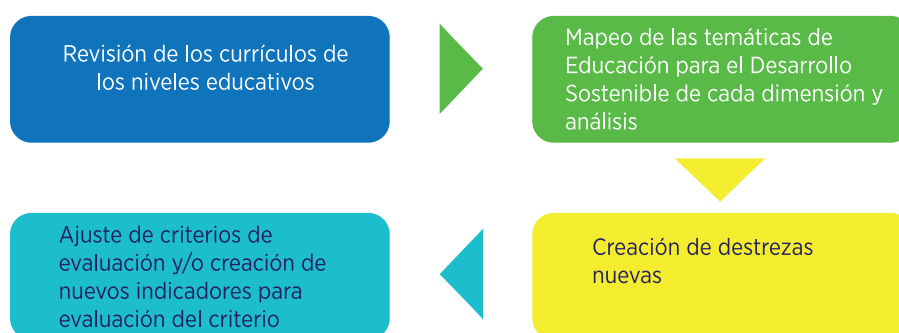 Revisión de los currículos de
los niveles educativos
Mapeo de las temáticas de
Educación para el Desarrollo
Sostenible de cada dimensión y
análisis
Creación de destrezas
nuevas
Ajuste de criterios de
evaluación y/o creación de
nuevos indicadores para
evaluación del criterio